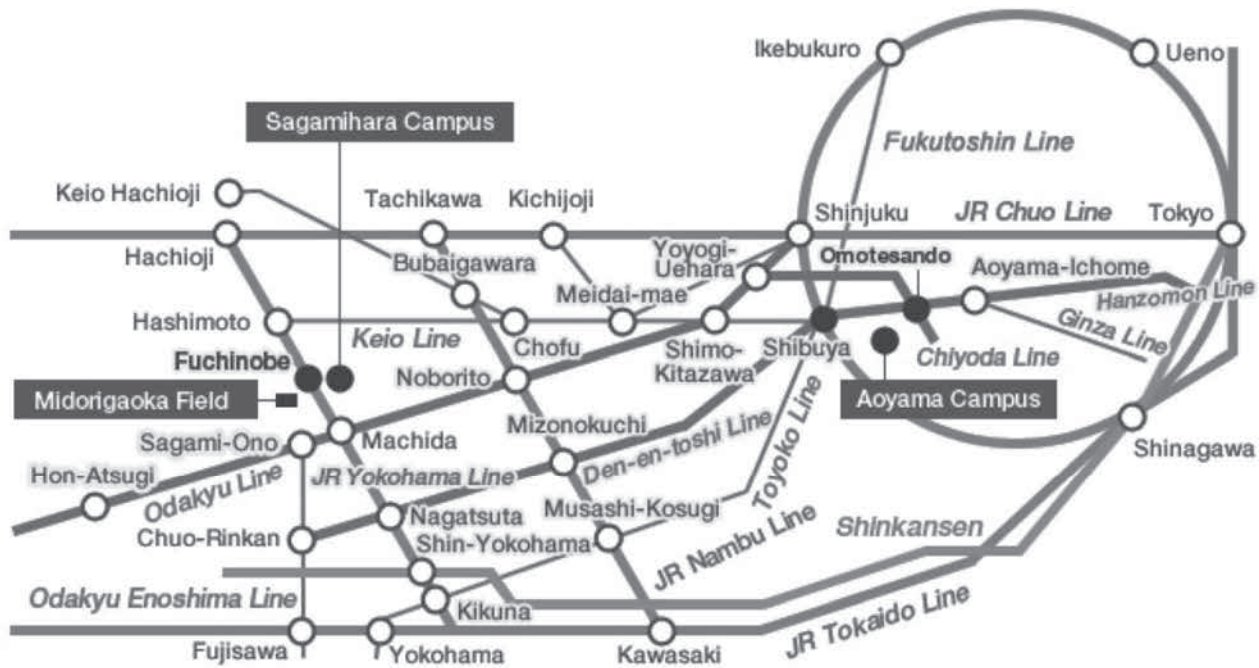 Ikebukuro
Ueno
Sagamihara Campus
Fukutoshin Line
Keio Hachioji
Tachikawa
Kichijoji
Shinjuku
JR Chuo Line
Tokyo
Hachioji
Bubaigawara
Yoyogi-
Uehara
Omotesando
Aoyama-Ichome
Meidai-mae
Hanzomon Line
Hashimoto
Keio Line
Chofu
Shimo-
Kitazawa
Shibuya
Ginza Line
Chiyoda Line
Fuchinobe
Noborito
Midorigaoka Field
Aoyama Campus
Sagami-Ono
Machida
Mizonokuchi
Den-en-toshi Line
Toyoko Line
Shinagawa
Hon-Atsugi
Odakyu Line
JR Yokohama Line
Musashi-Kosugi
Nagatsuta
Chuo-Rinkan
Shin-Yokohama
JR Nambu Line
Shinkansen
Odakyu Enoshima Line
Kikuna
JR Tokaido Line
Fujisawa
Yokohama
Kawasaki